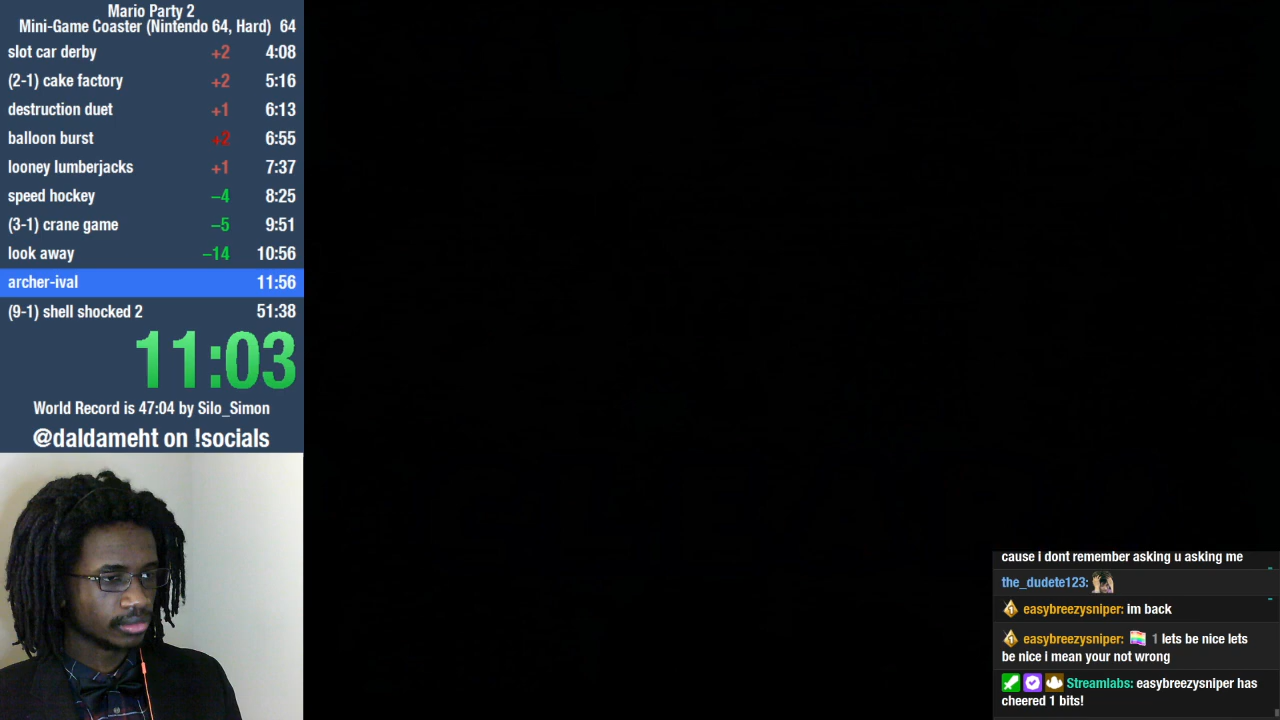 Mario Party 2
Mini-Game Coaster (Nintendo 64, Hard) 64
slot car derby +2 4:08
(2-1) cake factory +2 5:16
destruction duet +1 6:13
balloon burst +2 6:55
looney lumberjacks +1 7:37
speed hockey −4 8:25
(3-1) crane game −5 9:51
look away −14 10:56
archer-ival 11:56
(9-1) shell shocked 2 51:38
11:03
World Record is 47:04 by Silo_Simon
@daldameht on !socials
cause i dont remember asking u asking me
the_dudete123:
1 easybreezysniper: im back
1 easybreezysniper: 1 lets be nice lets
be nice i mean your not wrong
Streamlabs: easybreezysniper has
cheered 1 bits!